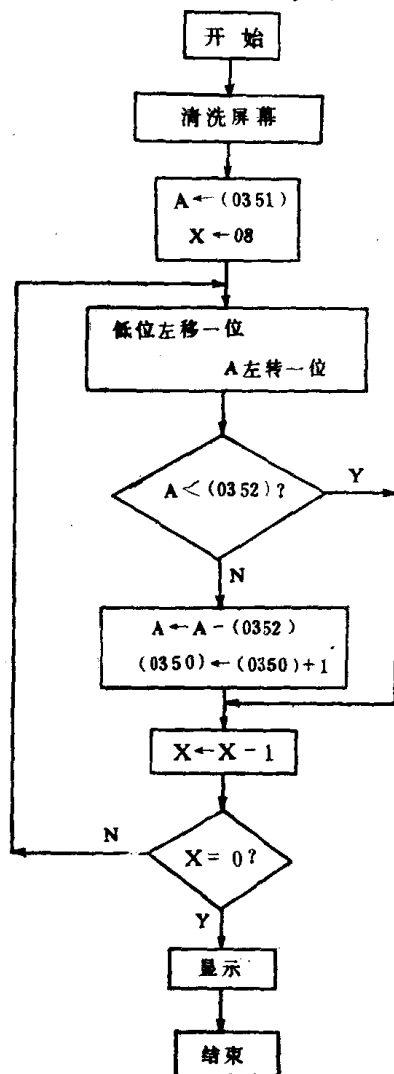 开始
清洗屏幕
A←(0351)
X←08
低位左移一位
A左转一位
A<(0352)?
Y
N
A←A-(0352)
(0350)←(0350)+1
X←X-1
N
X=0?
Y
显示
结束